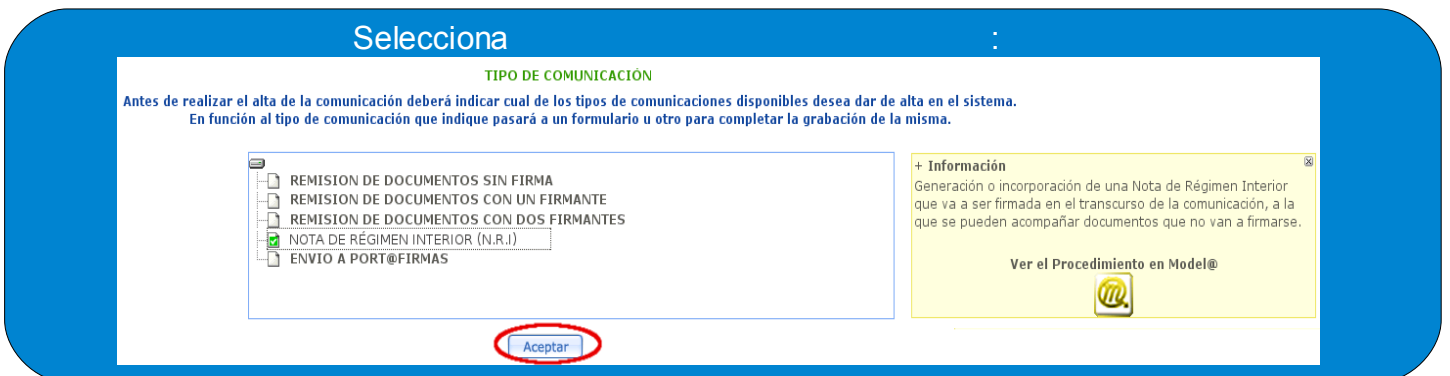 Selecciona :
TIPO DE COMUNICACIÓN
Antes de realizar el alta de la comunicación deberá indicar cual de los tipos de comunicaciones disponibles desea dar de alta en el sistema.
En función al tipo de comunicación que indique pasará a un formulario u otro para completar la grabación de la misma.
REMISION DE DOCUMENTOS SIN FIRMA
REMISION DE DOCUMENTOS CON UN FIRMANTE
REMISION DE DOCUMENTOS CON DOS FIRMANTES
NOTA DE RÉGIMEN INTERIOR (N.R.I)
ENVIO A PORT@FIRMAS
+ Información
Generación o incorporación de una Nota de Régimen Interior
que va a ser firmada en el transcurso de la comunicación, a la
que se pueden acompañar documentos que no van a firmarse.
Ver el Procedimiento en Model@
m
Aceptar